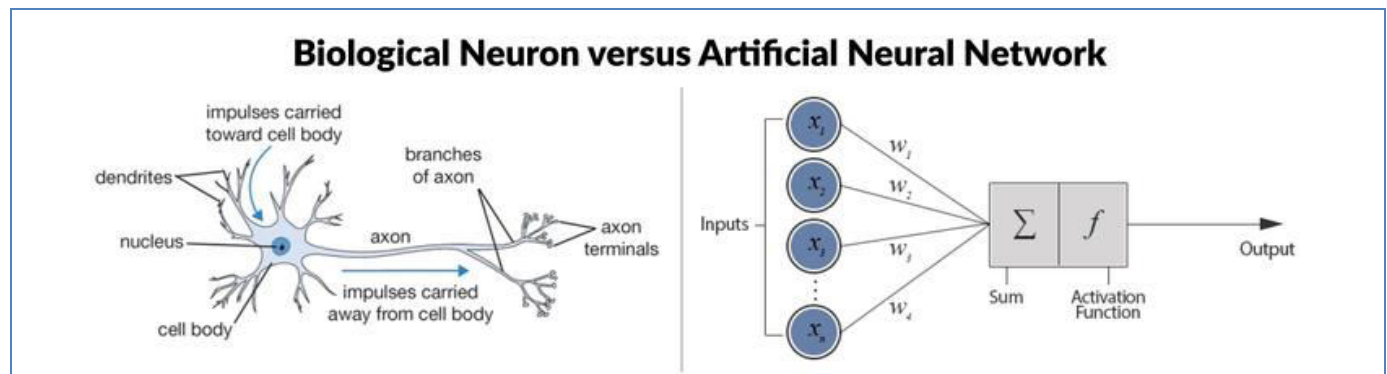 Biological Neuron versus Artificial Neural Network
impulses carried
toward cell body
dendrites
nucleus
cell body
axon
branches
of axon
axon
terminals
impulses carried
away from cell body
Inputs
x1
x2
x3
xn
w1
w2
w3
w4
∑
f
Sum
Activation
Function
Output